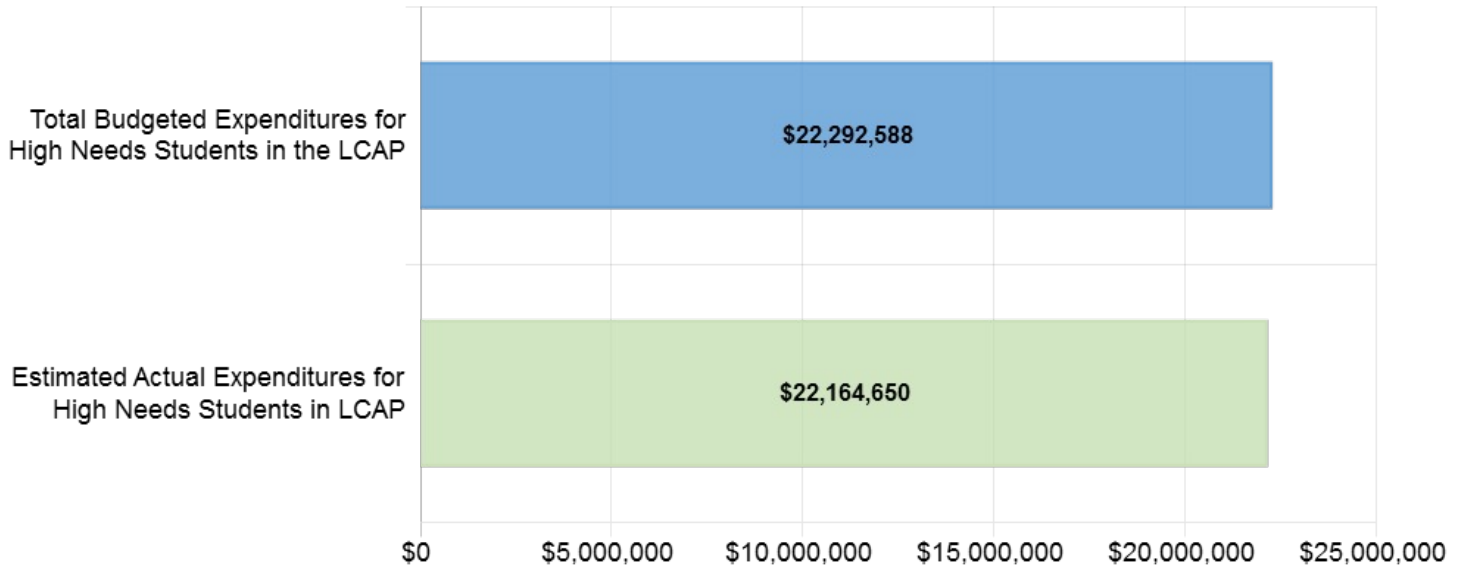 Total Budgeted Expenditures for
High Needs Students in the LCAP
$22,292,588
Estimated Actual Expenditures for
High Needs Students in LCAP
$22,164,650
$0 $5,000,000 $10,000,000 $15,000,000 $20,000,000 $25,000,000